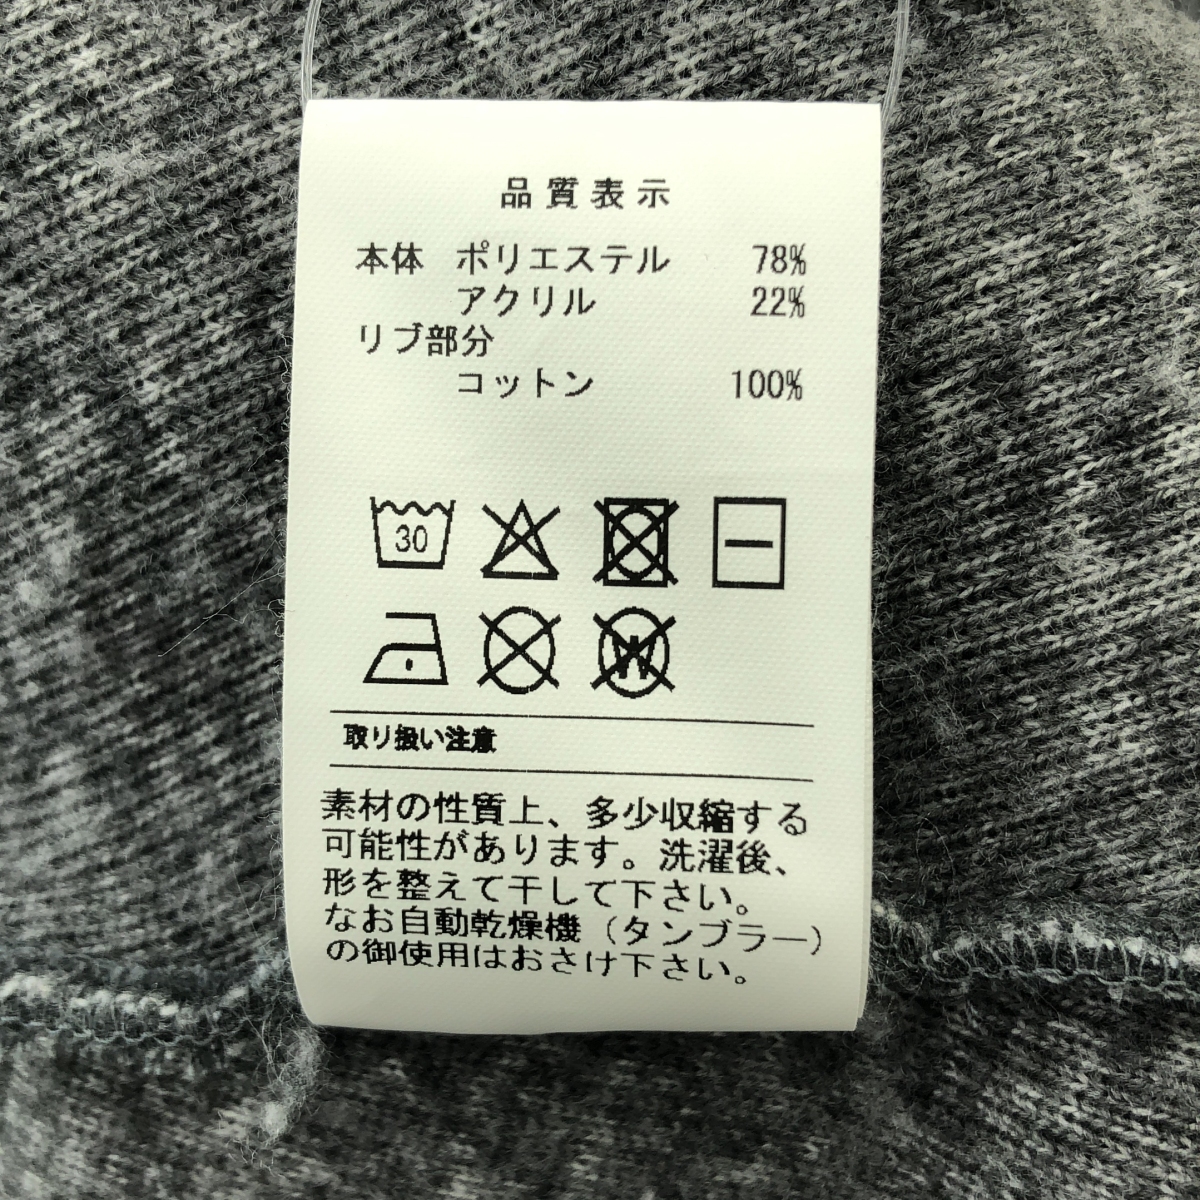 品質表示
本体 ポリエステル 78%
アクリル 22%
リブ部分
コットン 100%
30
W
取り扱い注意
素材の性質上、多少収縮する
可能性があります。洗濯後、
形を整えて干して下さい。
なお自動乾燥機（タンブラー）
の御使用はおさけ下さい。